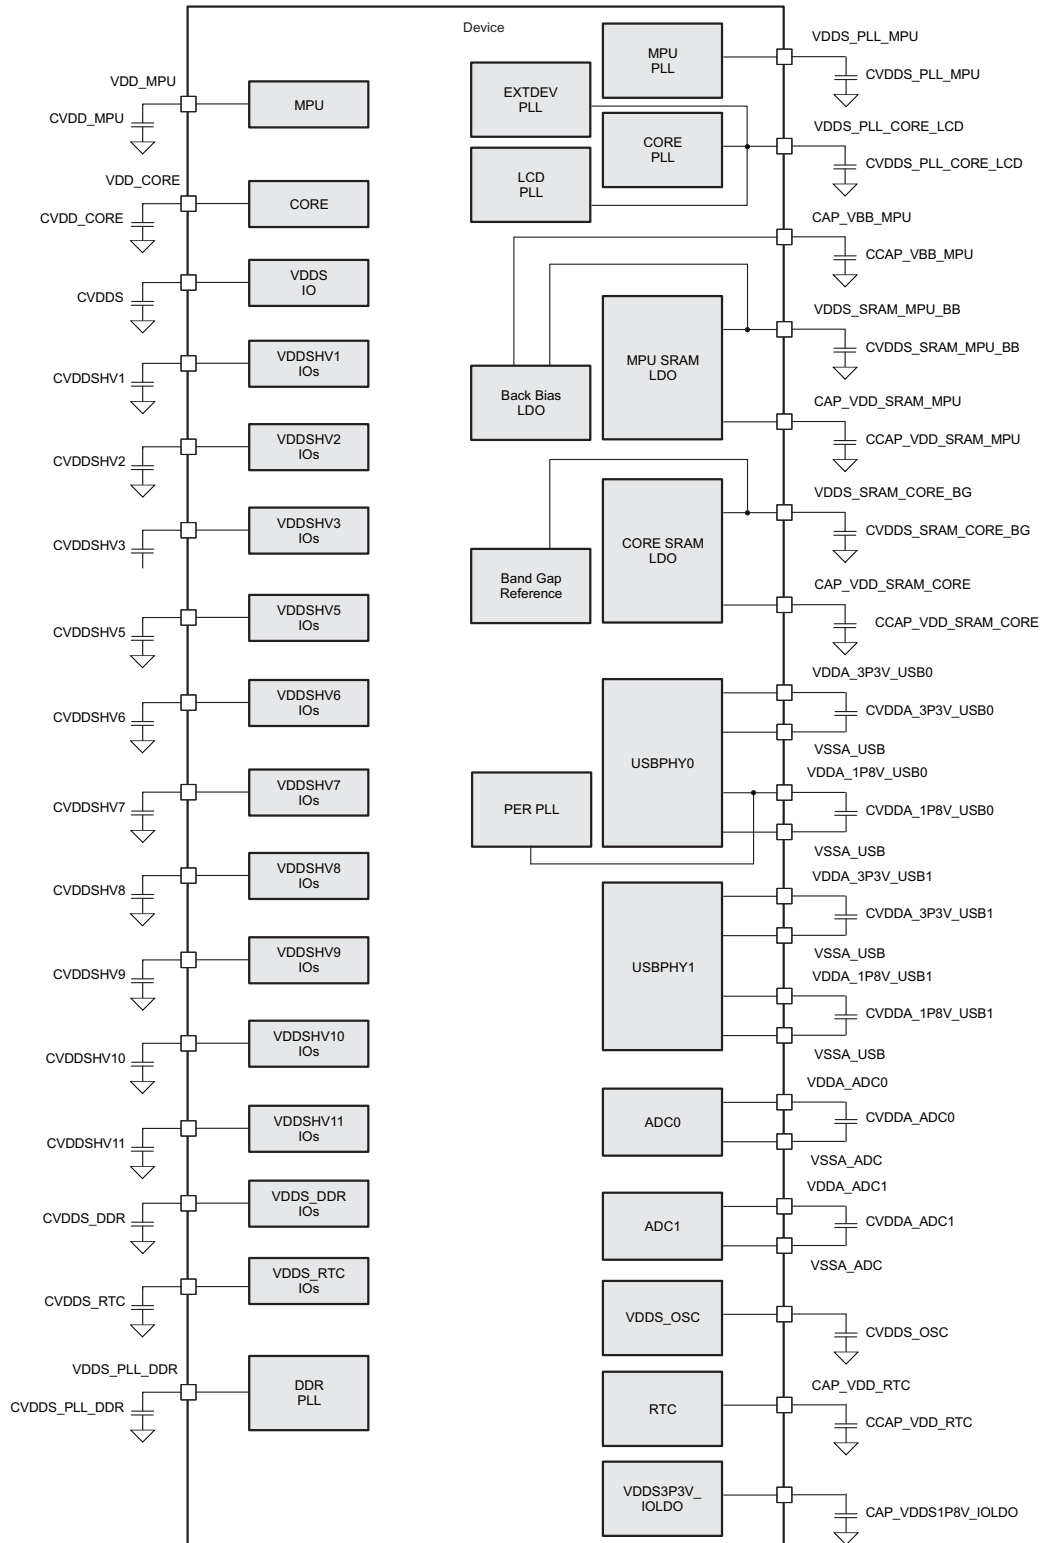 Device
VDD_MPU
CVDD_MPU
MPU
VDD_CORE
CVDD_CORE
CORE
CVDDS
VDDS
IO
CVDDSHV1
VDDSHV1
IOs
CVDDSHV2
VDDSHV2
IOs
CVDDSHV3
VDDSHV3
IOs
CVDDSHV5
VDDSHV5
IOs
CVDDSHV6
VDDSHV6
IOs
CVDDSHV7
VDDSHV7
IOs
CVDDSHV8
VDDSHV8
IOs
CVDDSHV9
VDDSHV9
IOs
CVDDSHV10
VDDSHV10
IOs
CVDDSHV11
VDDSHV11
IOs
CVDDS_DDR
VDDS_DDR
IOs
CVDDS_RTC
VDDS_RTC
IOs
VDDS_PLL_DDR
CVDDS_PLL_DDR
DDR
PLL
MPU
PLL
VDDS_PLL_MPU
CVDDS_PLL_MPU
EXTDEV
PLL
CORE
PLL
LCD
PLL
VDDS_PLL_CORE_LCD
CVDDS_PLL_CORE_LCD
CAP_VBB_MPU
CCAP_VBB_MPU
Back Bias
LDO
MPU SRAM
LDO
VDDS_SRAM_MPU_BB
CVDDS_SRAM_MPU_BB
CAP_VDD_SRAM_MPU
CCAP_VDD_SRAM_MPU
Band Gap
Reference
CORE SRAM
LDO
VDDS_SRAM_CORE_BG
CVDDS_SRAM_CORE_BG
CAP_VDD_SRAM_CORE
CCAP_VDD_SRAM_CORE
PER PLL
USBPHY0
VDDA_3P3V_USB0
CVDDA_3P3V_USB0
VSSA_USB
VDDA_1P8V_USB0
CVDDA_1P8V_USB0
VSSA_USB
USBPHY1
VDDA_3P3V_USB1
CVDDA_3P3V_USB1
VSSA_USB
VDDA_1P8V_USB1
CVDDA_1P8V_USB1
VSSA_USB
ADC0
VDDA_ADC0
CVDDA_ADC0
VSSA_ADC
ADC1
VDDA_ADC1
CVDDA_ADC1
VSSA_ADC
VDDS_OSC
CVDDS_OSC
RTC
CAP_VDD_RTC
CCAP_VDD_RTC
VDDS3P3V_
IOLDO
CAP_VDDS1P8V_IOLDO